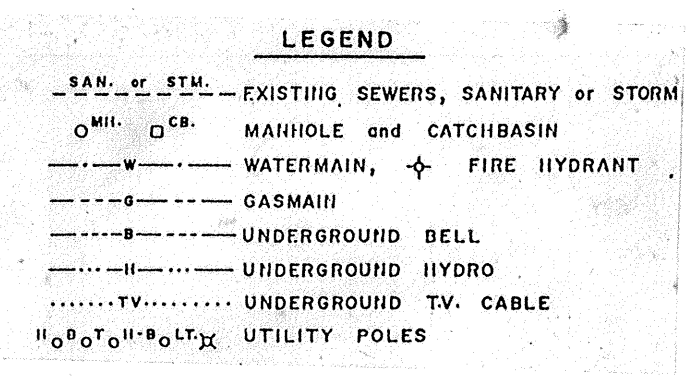 LEGEND
SAN. or STM. EXISTING SEWERS, SANITARY or STORM
MH. CB. MANHOLE and CATCHBASIN
W WATERMAIN, FIRE HYDRANT
G GASMAIN
B UNDERGROUND BELL
H UNDERGROUND HYDRO
TV UNDERGROUND T.V. CABLE
H B T H-B LT. UTILITY POLES